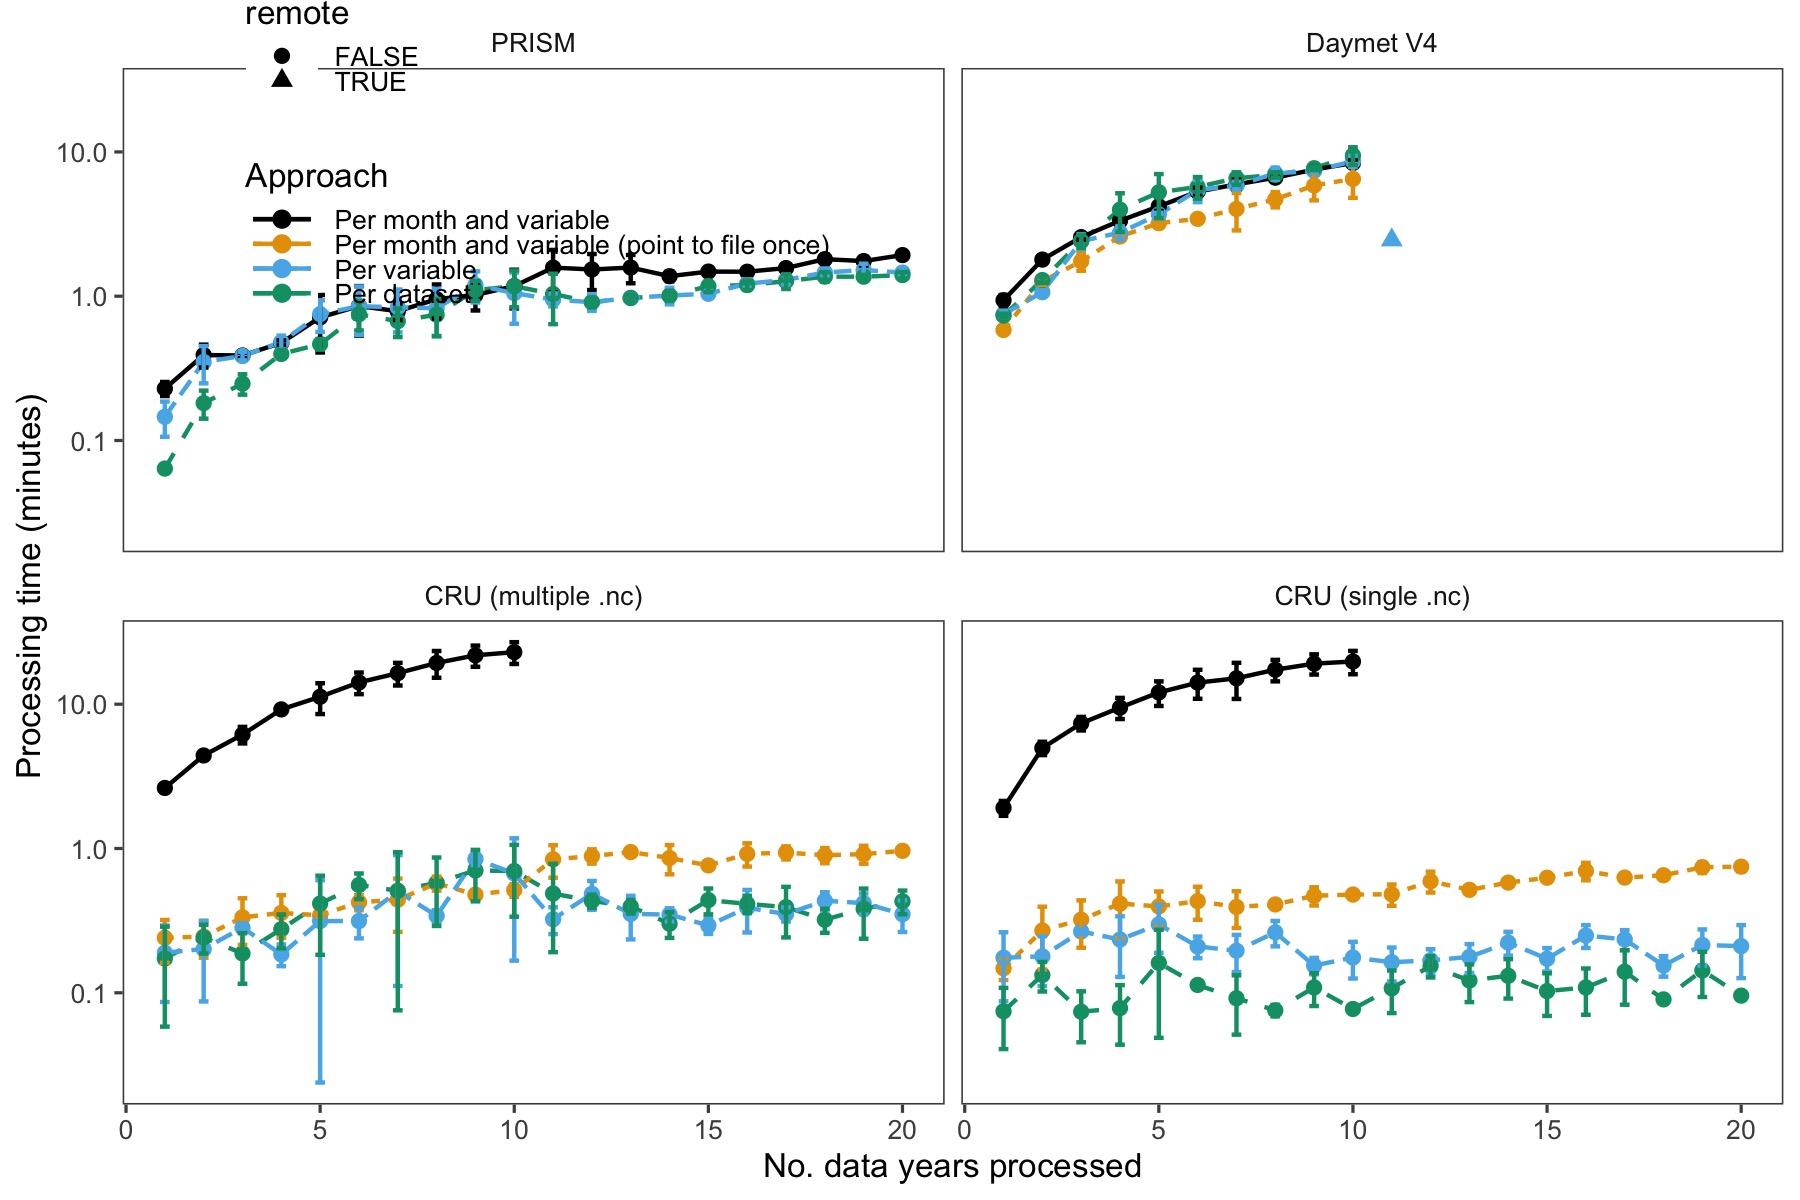 remote
FALSE
TRUE
PRISM
Daymet V4
Approach
Per month and variable
Per month and variable (point to file once)
Per variable
Per dataset
10.0
1.0
0.1
Processing time (minutes)
CRU (multiple .nc)
CRU (single .nc)
10.0
1.0
0.1
0 5 10 15 20
0 5 10 15 20
No. data years processed